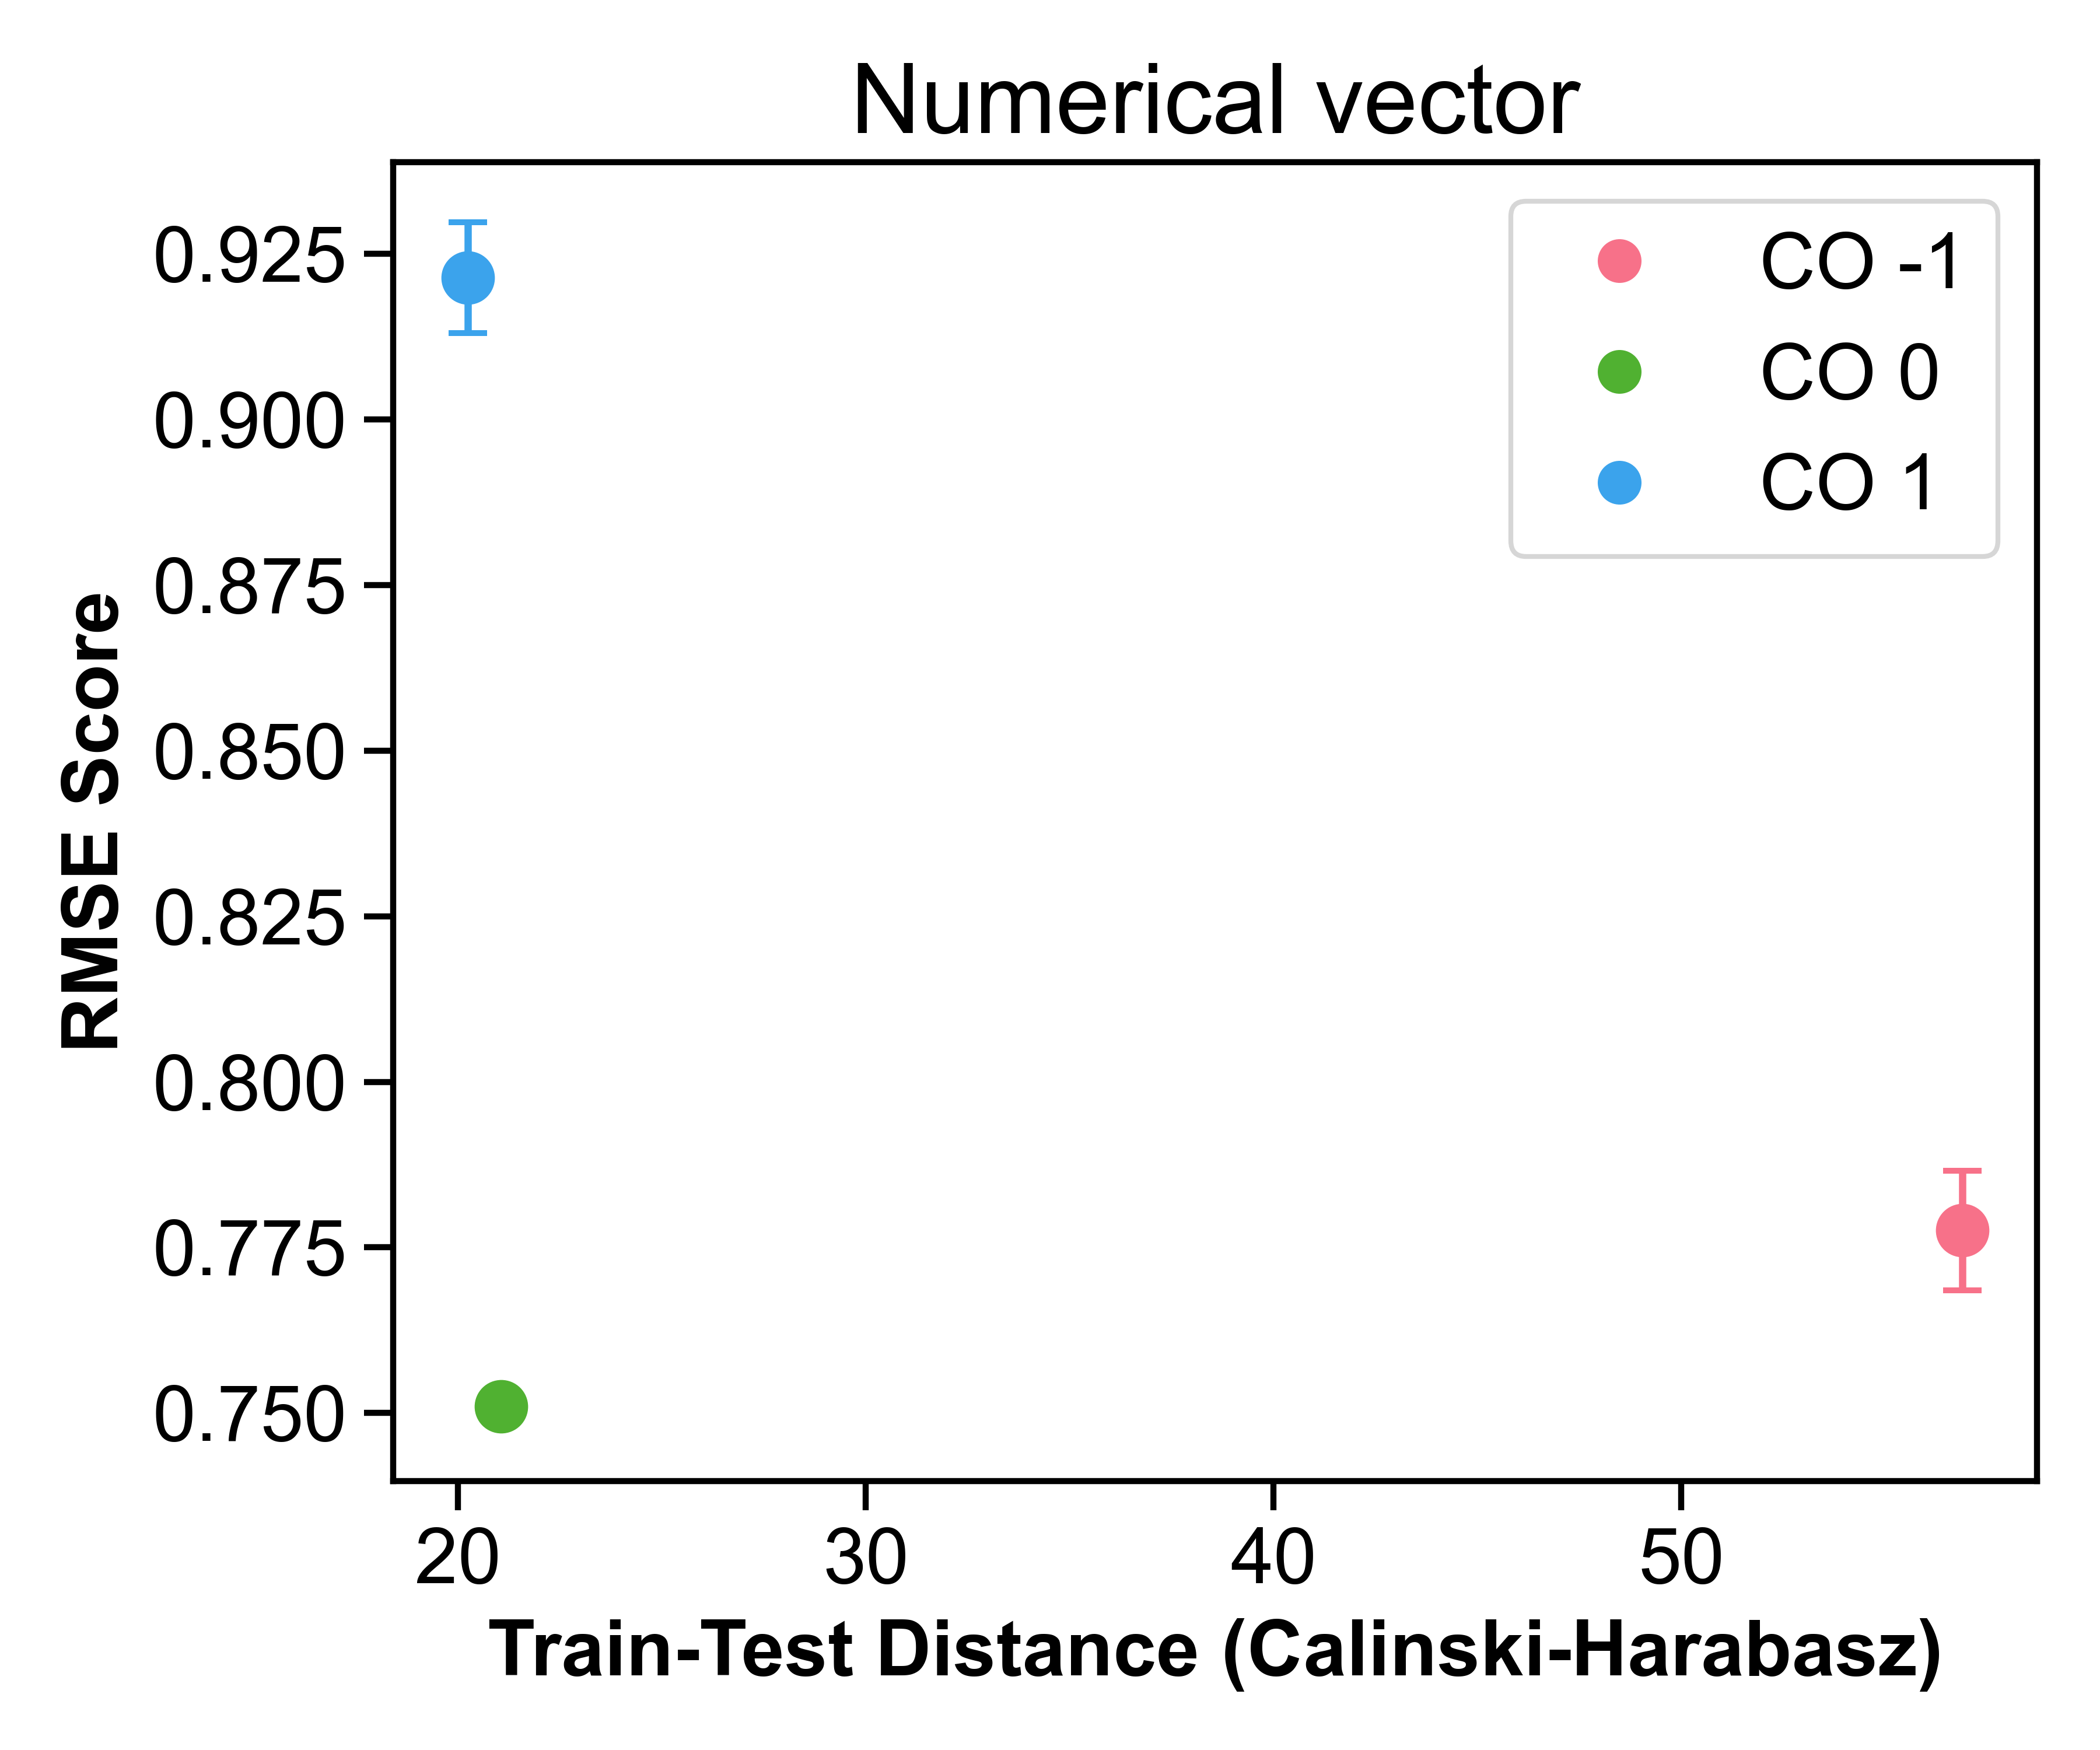 Numerical vector
0.925
0.900
0.875
0.850
0.825
0.800
0.775
0.750
RMSE Score
CO -1
CO 0
CO 1
20 30 40 50
Train-Test Distance (Calinski-Harabasz)